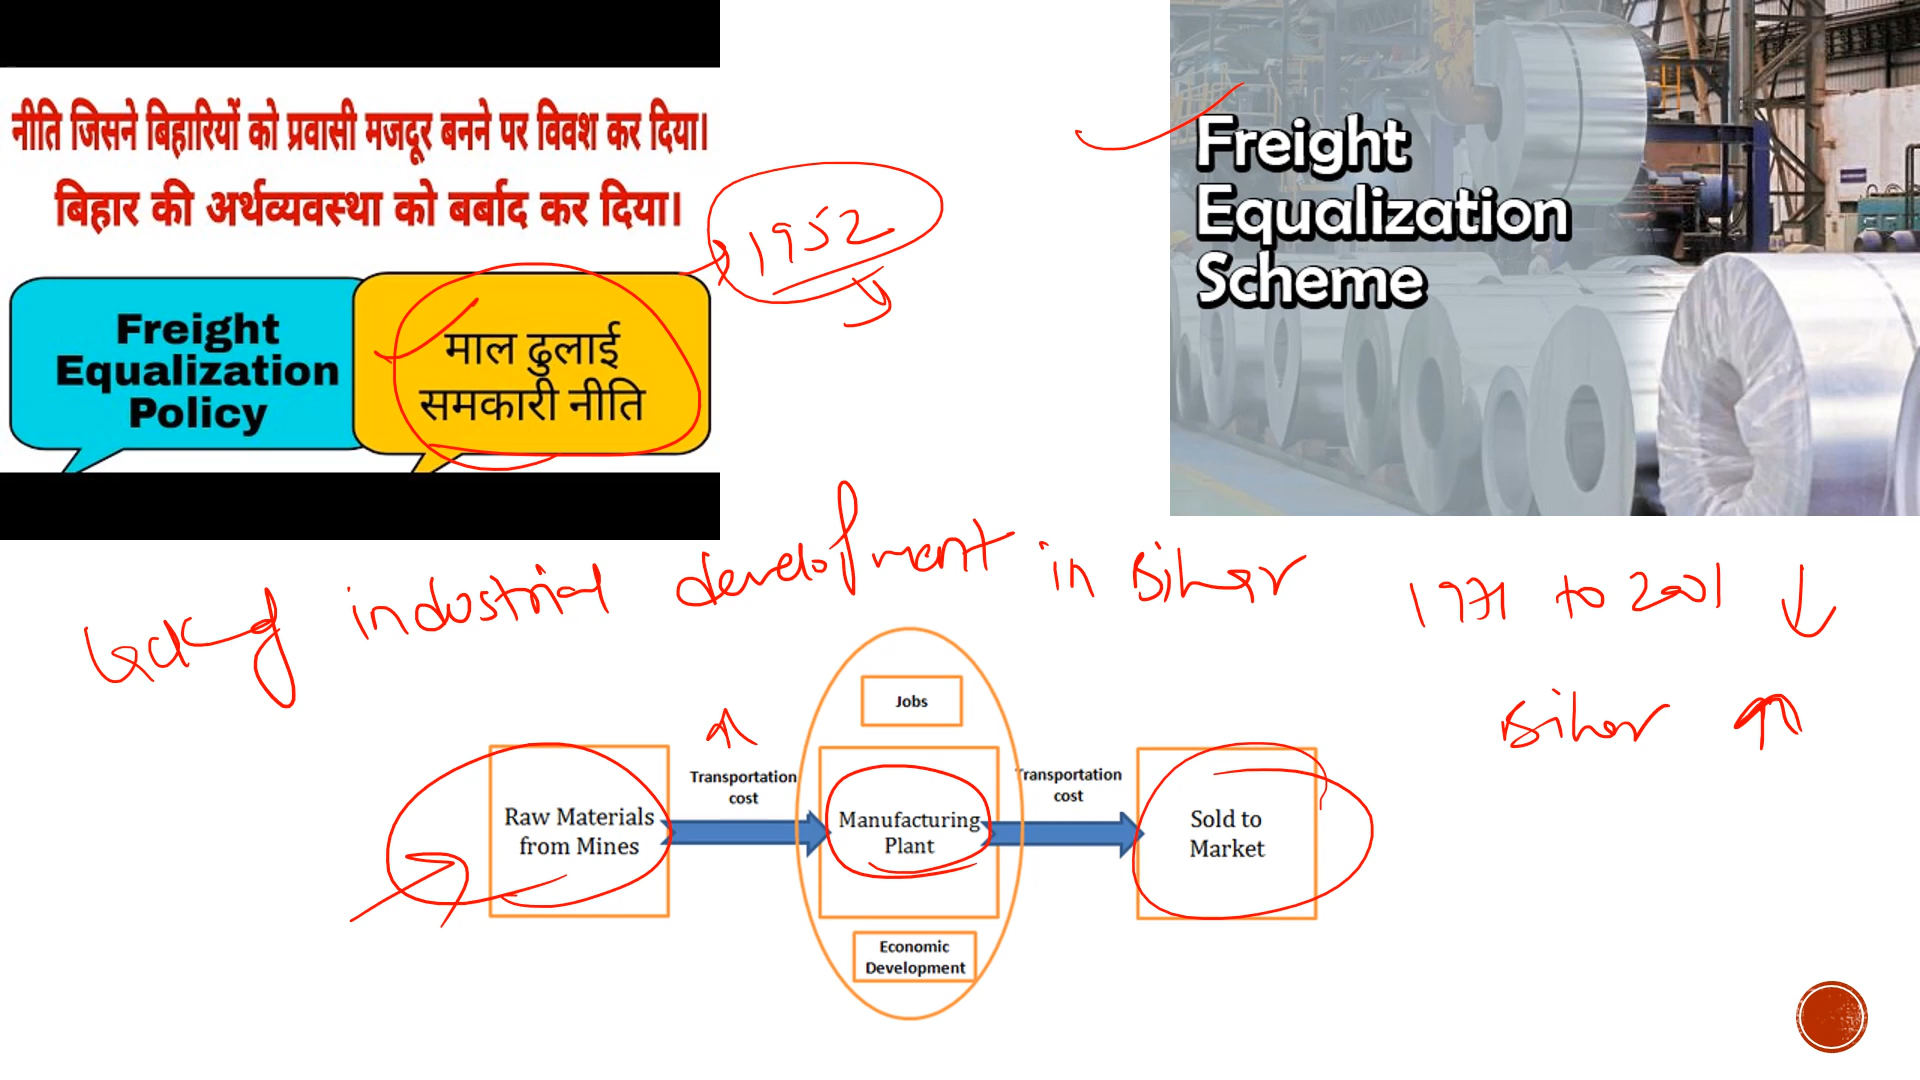 नीति जिसने बिहारियों को प्रवासी मजदूर बनने पर विवश कर दिया।
बिहार की अर्थव्यवस्था को बर्बाद कर दिया।
1952
Freight
Equalization
Policy
माल ढुलाई
समकारी नीति
Freight
Equalization
Scheme
Lack of industrial development in Bihar
1971 to 2001
Bihar
Jobs
Transportation
cost
Transportation
cost
Raw Materials
from Mines
Manufacturing
Plant
Sold to
Market
Economic
Development